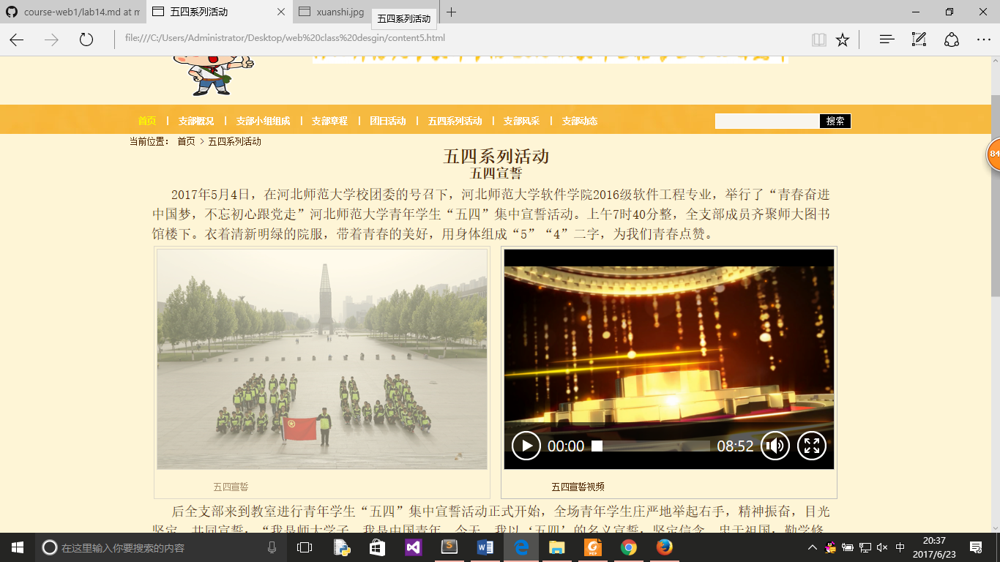 course-web1/lab14.md at m
五四系列活动
xuanshi.jpg
五四系列活动
file:///C:/Users/Administrator/Desktop/web%20class%20desgin/content5.html
首页 | 支部概况 | 支部小组组成 | 支部章程 | 团日活动 | 五四系列活动 | 支部风采 | 支部动态
搜索
当前位置： 首页 > 五四系列活动
84
五四系列活动
五四宣誓
2017年5月4日，在河北师范大学校团委的号召下，河北师范大学软件学院2016级软件工程专业，举行了“青春奋进
中国梦，不忘初心跟党走”河北师范大学青年学生“五四”集中宣誓活动。上午7时40分整，全支部成员齐聚师大图书
馆楼下。衣着清新明绿的院服，带着青春的美好，用身体组成“5”“4”二字，为我们青春点赞。
00:00
08:52
五四宣誓
五四宣誓视频
后全支部来到教室进行青年学生“五四”集中宣誓活动正式开始，全场青年学生庄严地举起右手，精神振奋，目光
坚定，共同宣誓：“我是师大学子，我是中国青年，今天，我以‘五四’的名义宣誓：坚定信念，忠于祖国；勤学修
在这里输入你要搜索的内容
中
20:37
2017/6/23